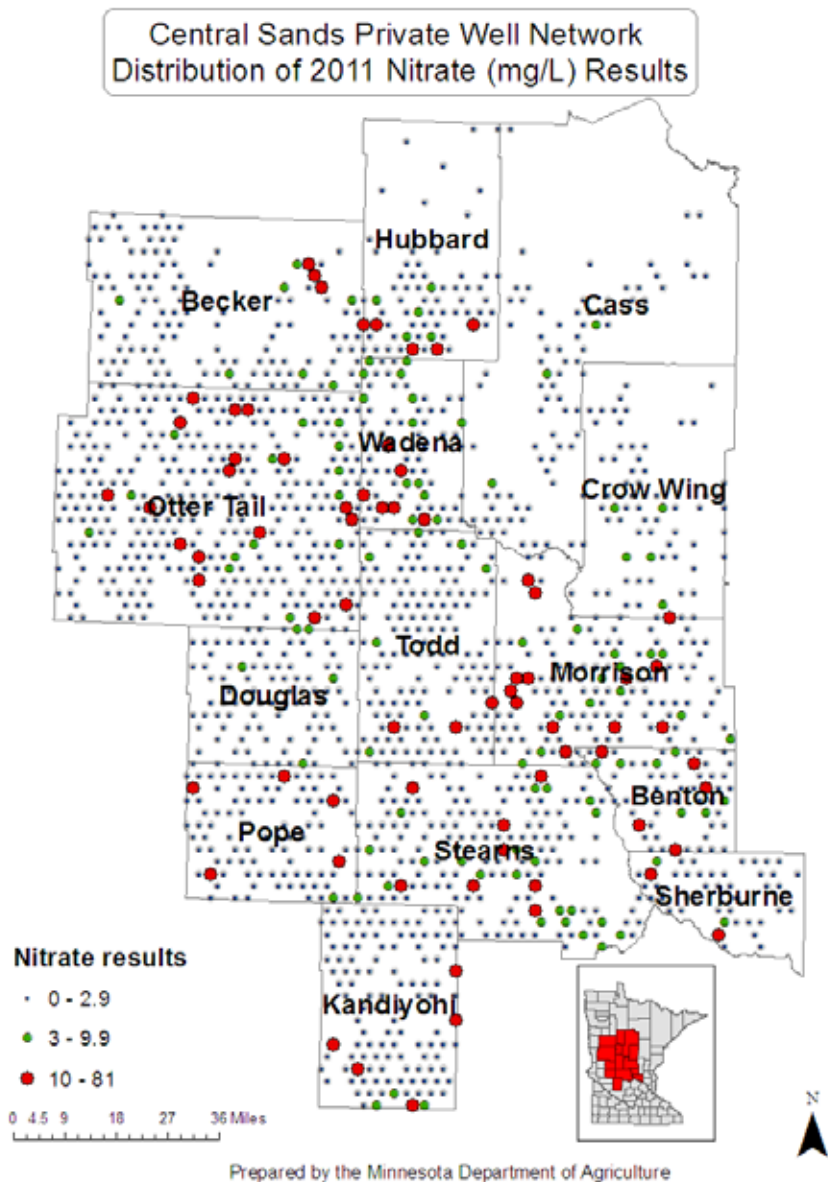 Central Sands Private Well Network
Distribution of 2011 Nitrate (mg/L) Results
Hubbard
Becker
Cass
Wadena
Crow Wing
Otter Tail
Todd
Morrison
Douglas
Benton
Pope
Stearns
Sherburne
Nitrate results
0 - 2.9
Kandiyohi
3 - 9.9
10 - 81
0 4.5 9 18 27 36 Miles
N
Prepared by the Minnesota Department of Agriculture